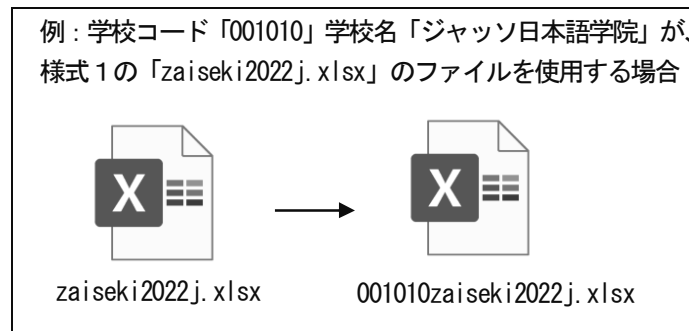 例：学校コード「001010」学校名「ジャッソ日本語学院」が、
様式１の「zaiseki2022j.xlsx」のファイルを使用する場合
X
X
zaiseki2022j.xlsx
001010zaiseki2022j.xlsx